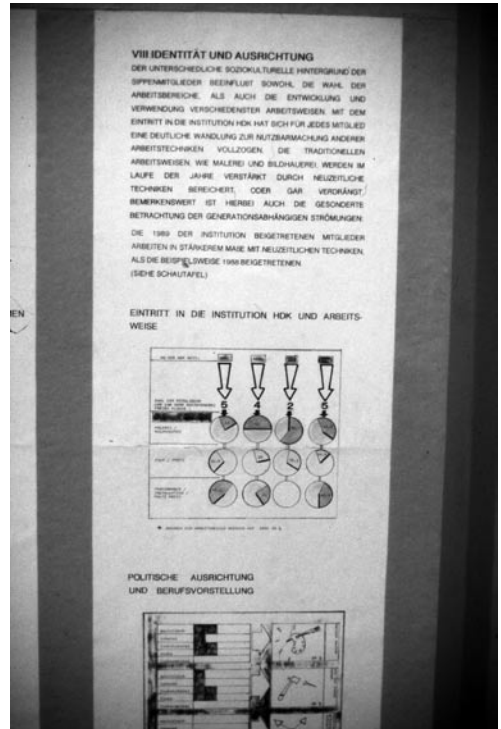 VIII IDENTITÄT UND AUSRICHTUNG
DER UNTERSCHIEDLICHE SOZIOKULTURELLE HINTERGRUND DER
SIPPENMITGLIEDER BEEINFLUßT SOWOHL DIE WAHL DER
ARBEITSBEREICHE, ALS AUCH DIE ENTWICKLUNG UND
VERWENDUNG VERSCHIEDENSTER ARBEITSWEISEN. MIT DEM
EINTRITT IN DIE INSTITUTION HDK HAT SICH FÜR JEDES MITGLIED
EINE DEUTLICHE WANDLUNG ZUR NUTZBARMACHUNG ANDERER
ARBEITSTECHNIKEN VOLLZOGEN. DIE TRADITIONELLEN
ARBEITSWEISEN, WIE MALEREI UND BILDHAUEREI, WERDEN IM
LAUFE DER JAHRE VERSTÄRKT DURCH NEUZEITLICHE
TECHNIKEN BEREICHERT, ODER GAR VERDRÄNGT.
BEMERKENSWERT IST HIERBEI AUCH DIE GESONDERTE
BETRACHTUNG DER GENERATIONSABHÄNGIGEN STRÖMUNGEN:
DIE 1989 DER INSTITUTION BEIGETRETENEN MITGLIEDER
ARBEITEN IN STÄRKEREM MAßE MIT NEUZEITLICHEN TECHNIKEN,
ALS DIE BEISPIELSWEISE 1988 BEIGETRETENEN.
(SIEHE SCHAUTAFEL)
EINTRITT IN DIE INSTITUTION HDK UND ARBEITS-
WEISE
5 4 2 6
POLITISCHE AUSRICHTUNG
UND BERUFSVORSTELLUNG